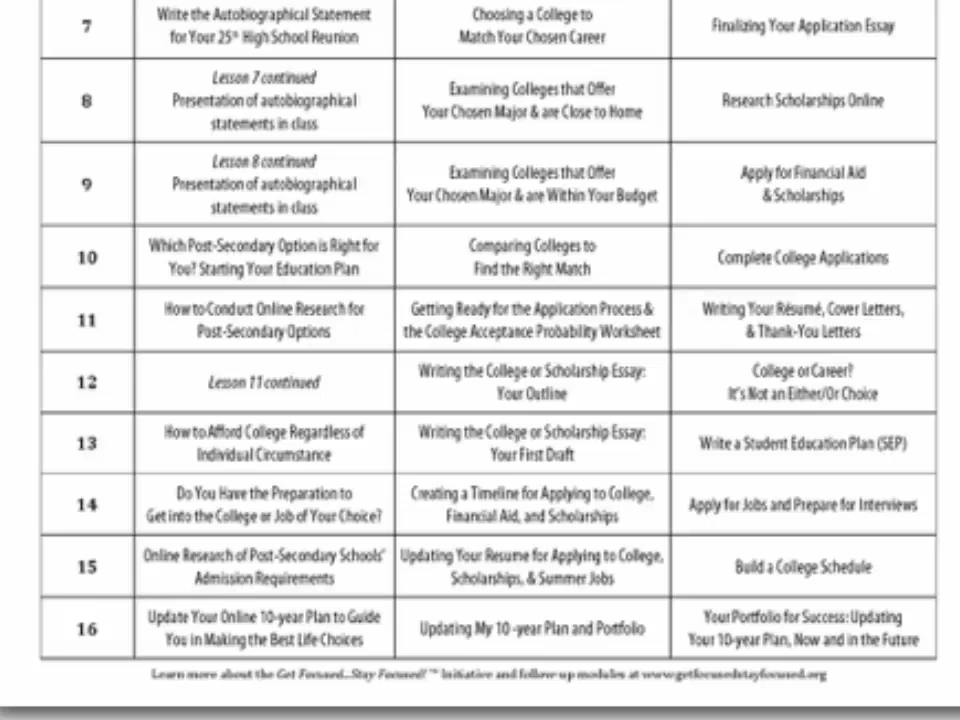 7
Write the Autobiographical Statement
for Your 25th High School Reunion
Choosing a College to
Match Your Chosen Career
Finalizing Your Application Essay
8
Lesson 7 continued
Presentation of autobiographical
statements in class
Examining Colleges that Offer
Your Chosen Major & are Close to Home
Research Scholarships Online
9
Lesson 8 continued
Presentation of autobiographical
statements in class
Examining Colleges that Offer
Your Chosen Major & are Within Your Budget
Apply for Financial Aid
& Scholarships
10
Which Post-Secondary Option is Right for
You? Starting Your Education Plan
Comparing Colleges to
Find the Right Match
Complete College Applications
11
How to Conduct Online Research for
Post-Secondary Options
Getting Ready for the Application Process &
the College Acceptance Probability Worksheet
Writing Your Résumé, Cover Letters,
& Thank-You Letters
12
Lesson 11 continued
Writing the College or Scholarship Essay:
Your Outline
College or Career?
It's Not an Either/Or Choice
13
How to Afford College Regardless of
Individual Circumstance
Writing the College or Scholarship Essay:
Your First Draft
Write a Student Education Plan (SEP)
14
Do You Have the Preparation to
Get into the College or Job of Your Choice?
Creating a Timeline for Applying to College,
Financial Aid, and Scholarships
Apply for Jobs and Prepare for Interviews
15
Online Research of Post-Secondary Schools'
Admission Requirements
Updating Your Resume for Applying to College,
Scholarships, & Summer Jobs
Build a College Schedule
16
Update Your Online 10-year Plan to Guide
You in Making the Best Life Choices
Updating My 10 -year Plan and Portfolio
Your Portfolio for Success: Updating
Your 10-year Plan, Now and in the Future
Learn more about the Get Focused...Stay Focused!™ Initiative and follow-up modules at www.getfocusedstayfocused.org